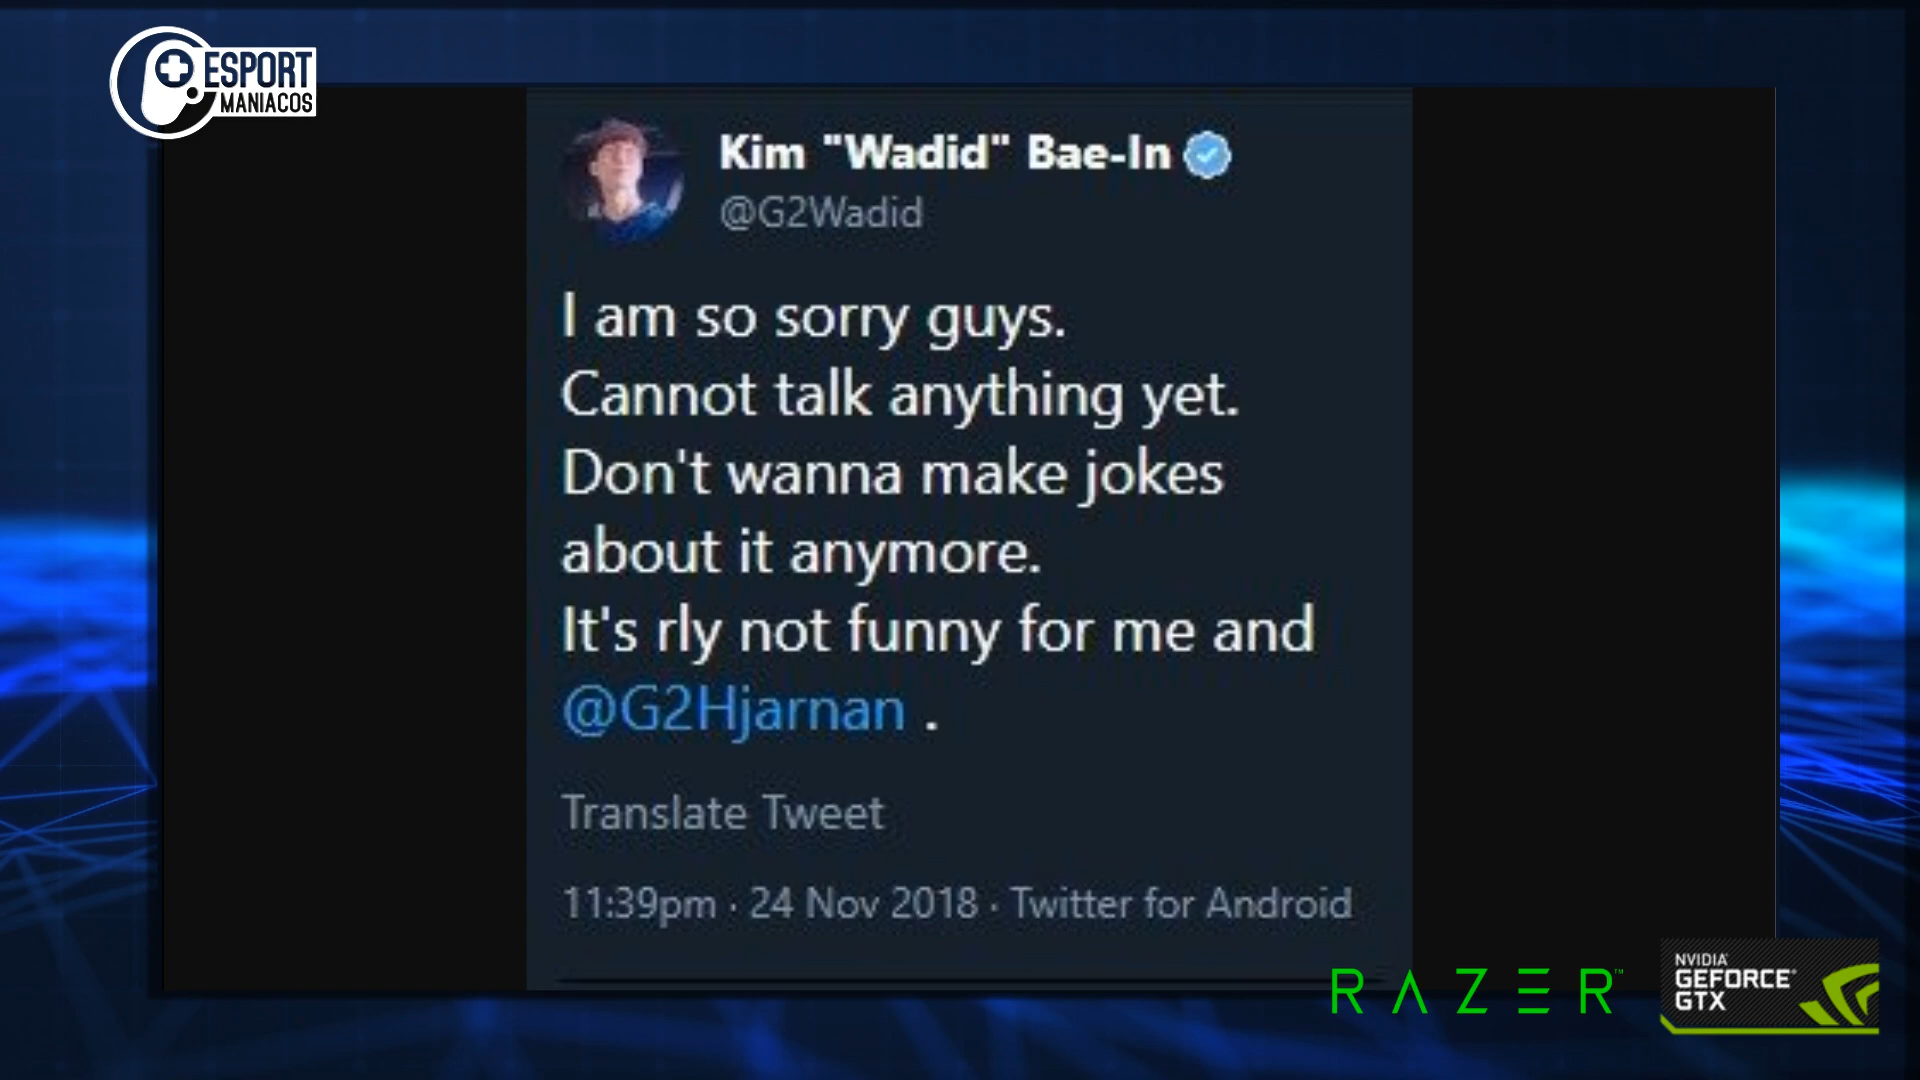 ESPORT
MANIACOS
Kim "Wadid" Bae-In
@G2Wadid
I am so sorry guys.
Cannot talk anything yet.
Don't wanna make jokes
about it anymore.
It's rly not funny for me and
@G2Hjarnan .
Translate Tweet
11:39pm · 24 Nov 2018 · Twitter for Android
RAZER™
NVIDIA®
GEFORCE®
GTX